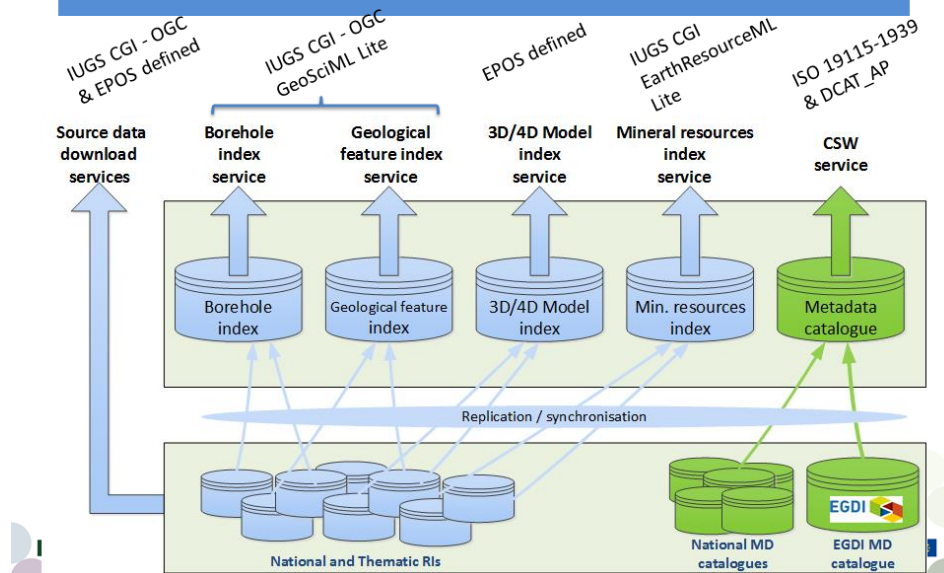 IUGS CGI - OGC
& EPOS defined
IUGS CGI - OGC
GeoSciML Lite
EPOS defined
IUGS CGI
EarthResourceML
Lite
ISO 19115-1939
& DCAT_AP
Source data
download
services
Borehole
index
service
Geological
feature index
service
3D/4D Model
index
service
Mineral resources
index
service
CSW
service
Borehole
index
Geological feature
index
3D/4D Model
index
Min. resources
index
Metadata
catalogue
Replication / synchronisation
EGDI
National and Thematic RIs
National MD
catalogues
EGDI MD
catalogue